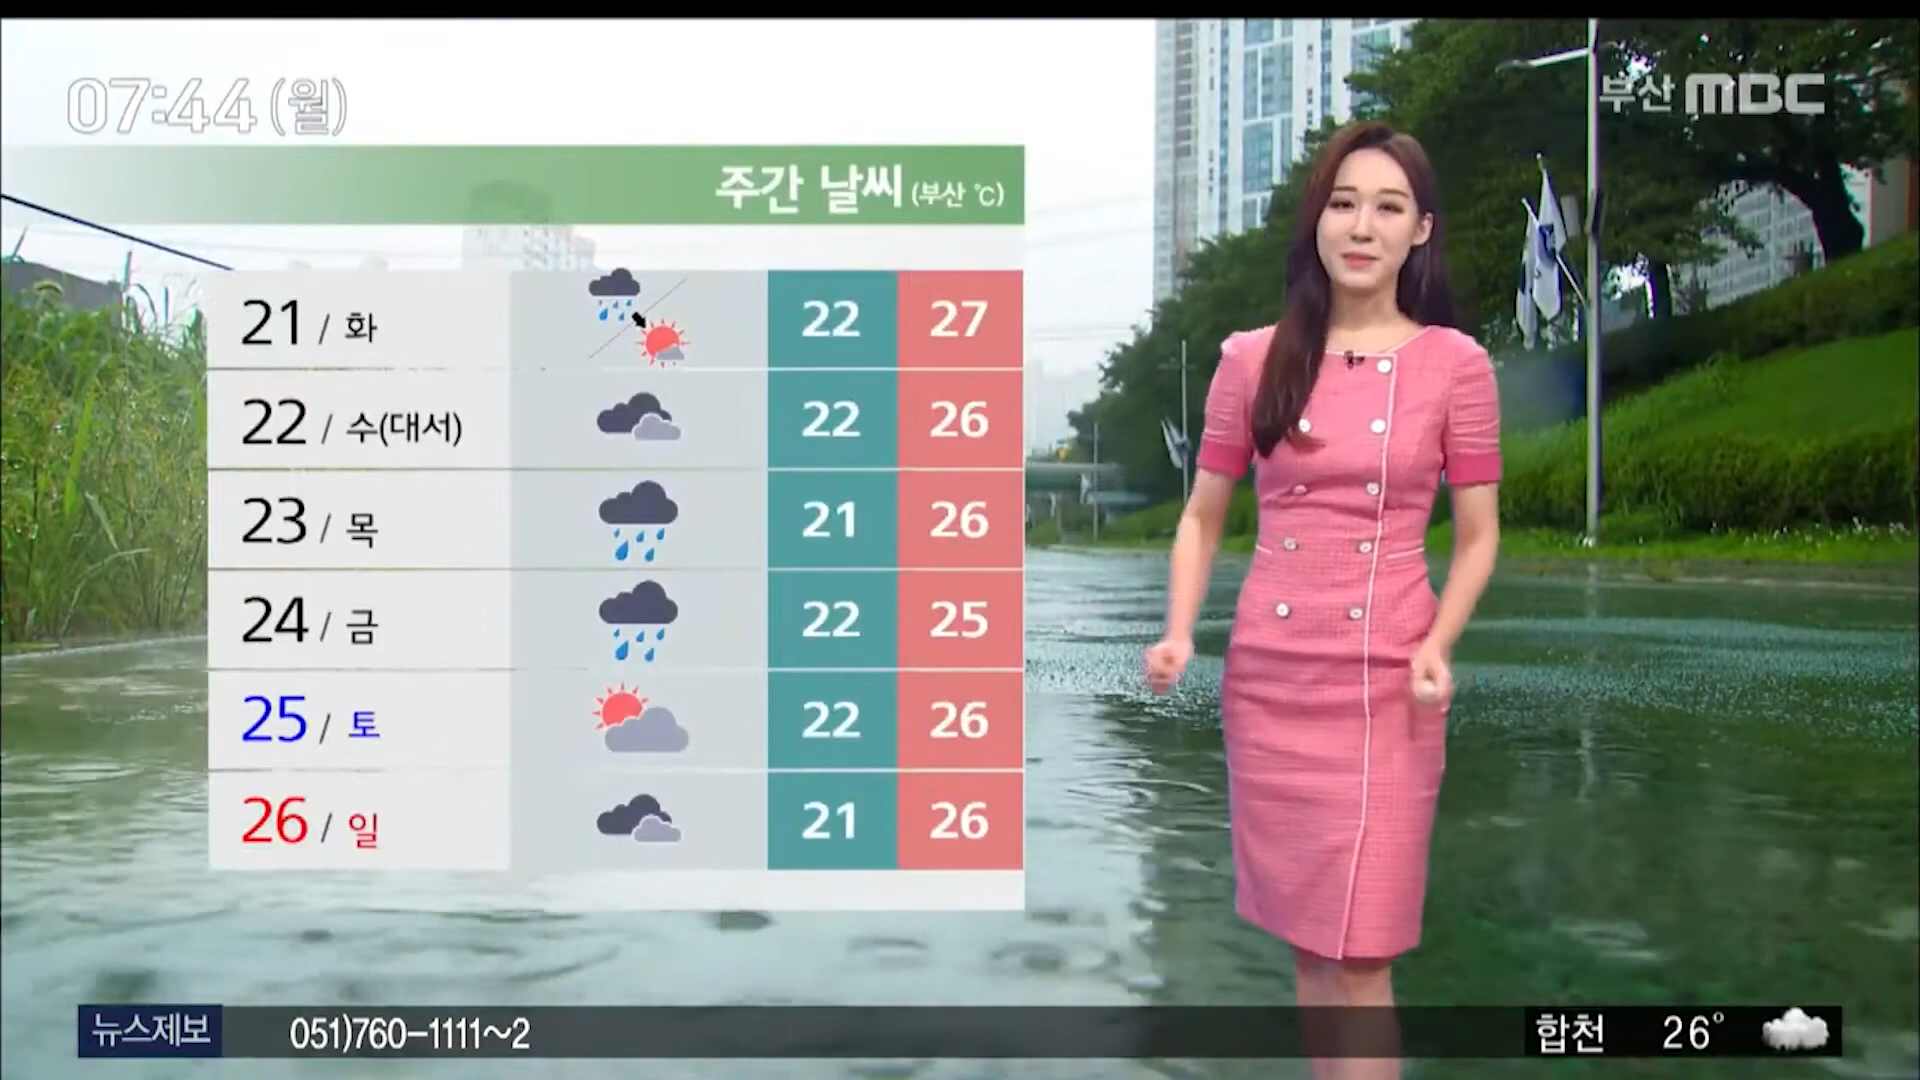 07:44(월)
부산 MBC
주간 날씨 (부산 ℃)
21 / 화 22 27
22 / 수(대서) 22 26
23 / 목 21 26
24 / 금 22 25
25 / 토 22 26
26 / 일 21 26
뉴스제보 051)760-1111~2 합천 26°